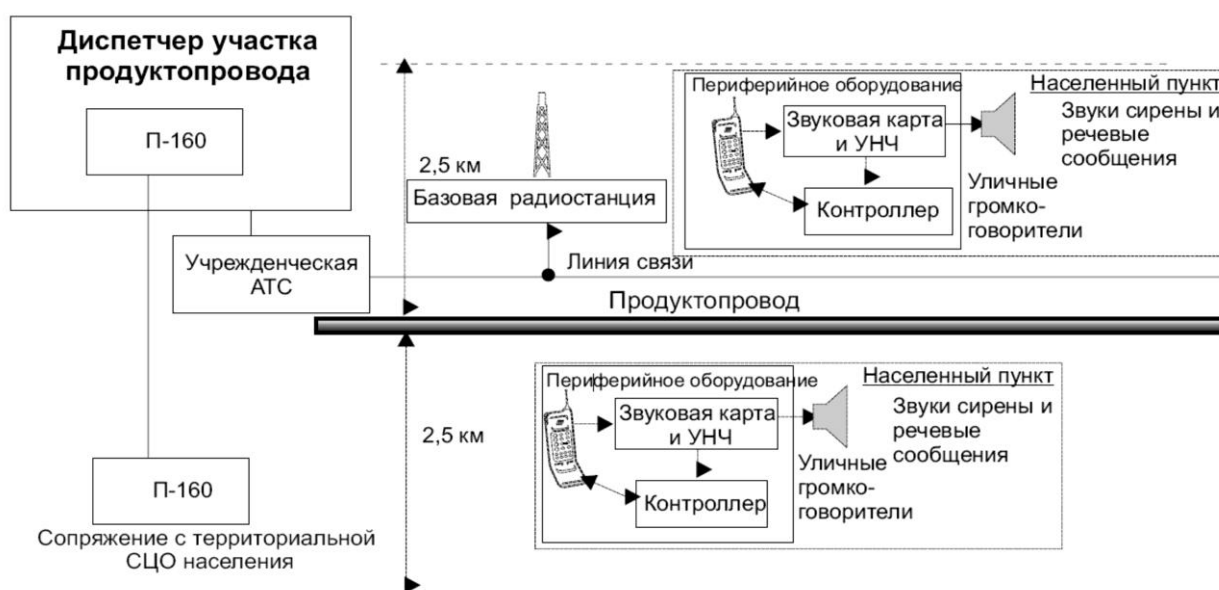 Диспетчер участка
продуктопровода
П-160
Учрежденческая
АТС
П-160
Сопряжение с территориальной
СЦО населения
2,5 км
Базовая радиостанция
Линия связи
Продуктопровод
Периферийное оборудование
Звуковая карта
и УНЧ
Контроллер
Населенный пункт
Звуки сирены и
речевые
сообщения
Уличные
громко-
говорители
2,5 км
Периферийное оборудование
Звуковая карта
и УНЧ
Контроллер
Населенный пункт
Звуки сирены и
речевые
сообщения
Уличные
громко-
говорители